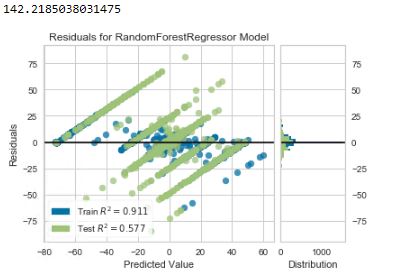 142.2185038031475
Residuals for RandomForestRegressor Model
75
50
25
0
−25
−50
−75
Residuals
Train R² = 0.911
Test R² = 0.577
−80 −60 −40 −20 0 20 40 60
Predicted Value
75
50
25
0
−25
−50
−75
0 1000
Distribution